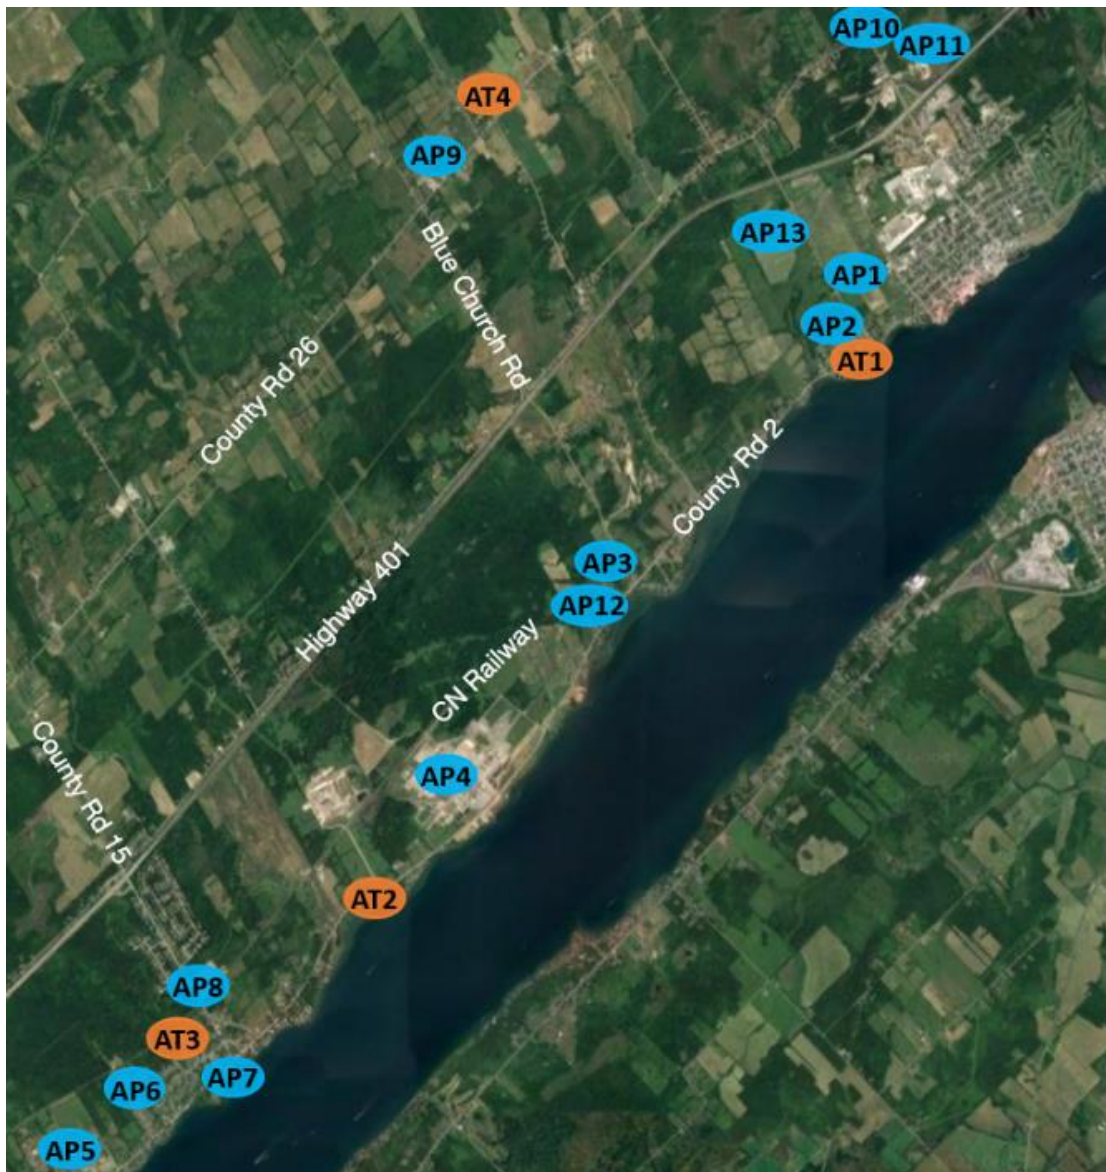 AP10
AP11
AT4
AP9
AP13
Blue Church Rd
AP1
AP2
AT1
County Rd 26
County Rd 2
AP3
Highway 401
AP12
CN Railway
County Rd 15
AP4
AT2
AP8
AT3
AP7
AP6
AP5